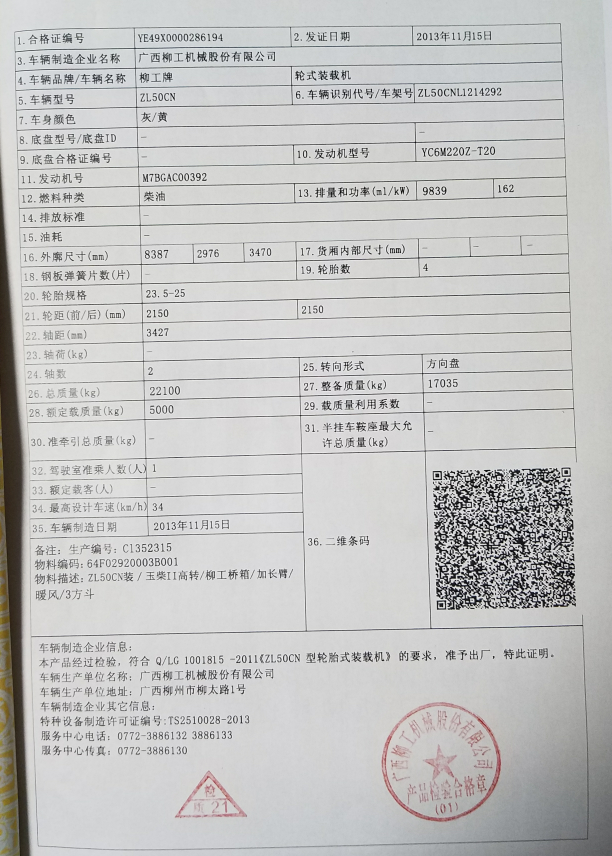 1.合格证编号 YE49X0000286194 2.发证日期 2013年11月15日
3.车辆制造企业名称 广西柳工机械股份有限公司
4.车辆品牌/车辆名称 柳工牌 轮式装载机
5.车辆型号 ZL50CN 6.车辆识别代号/车架号 ZL50CNL1214292
7.车身颜色 灰/黄
8.底盘型号/底盘ID - -
9.底盘合格证编号 - 10.发动机型号 YC6M220Z-T20
11.发动机号 M7BGAC00392
12.燃料种类 柴油 13.排量和功率(ml/kW) 9839 162
14.排放标准 -
15.油耗 -
16.外廓尺寸(mm) 8387 2976 3470 17.货厢内部尺寸(mm) - - -
18.钢板弹簧片数(片) - 19.轮胎数 4
20.轮胎规格 23.5-25
21.轮距(前/后)(mm) 2150 2150
22.轴距(mm) 3427
23.轴荷(kg) -
24.轴数 2 25.转向形式 方向盘
26.总质量(kg) 22100 27.整备质量(kg) 17035
28.额定载质量(kg) 5000 29.载质量利用系数 -
30.准牵引总质量(kg) - 31.半挂车鞍座最大允
许总质量(kg) -
32.驾驶室准乘人数(人) 1
33.额定载客(人) -
34.最高设计车速(km/h) 34
35.车辆制造日期 2013年11月15日
36.二维条码
备注: 生产编号: C1352315
物料编码: 64F02920003B001
物料描述: ZL50CN装/玉柴II高转/柳工桥箱/加长臂/
暖风/3方斗
车辆制造企业信息:
本产品经过检验, 符合 Q/LG 1001815 -2011《ZL50CN 型轮胎式装载机》 的要求, 准予出厂, 特此证明。
车辆生产单位名称: 广西柳工机械股份有限公司
车辆生产单位地址: 广西柳州市柳太路1号
车辆制造企业其它信息:
特种设备制造许可证编号:TS2510028-2013
服务中心电话: 0772-3886132 3886133
服务中心传真: 0772-3886130
检
21
广西柳工机械股份有限公司
产品检验合格章
(01)